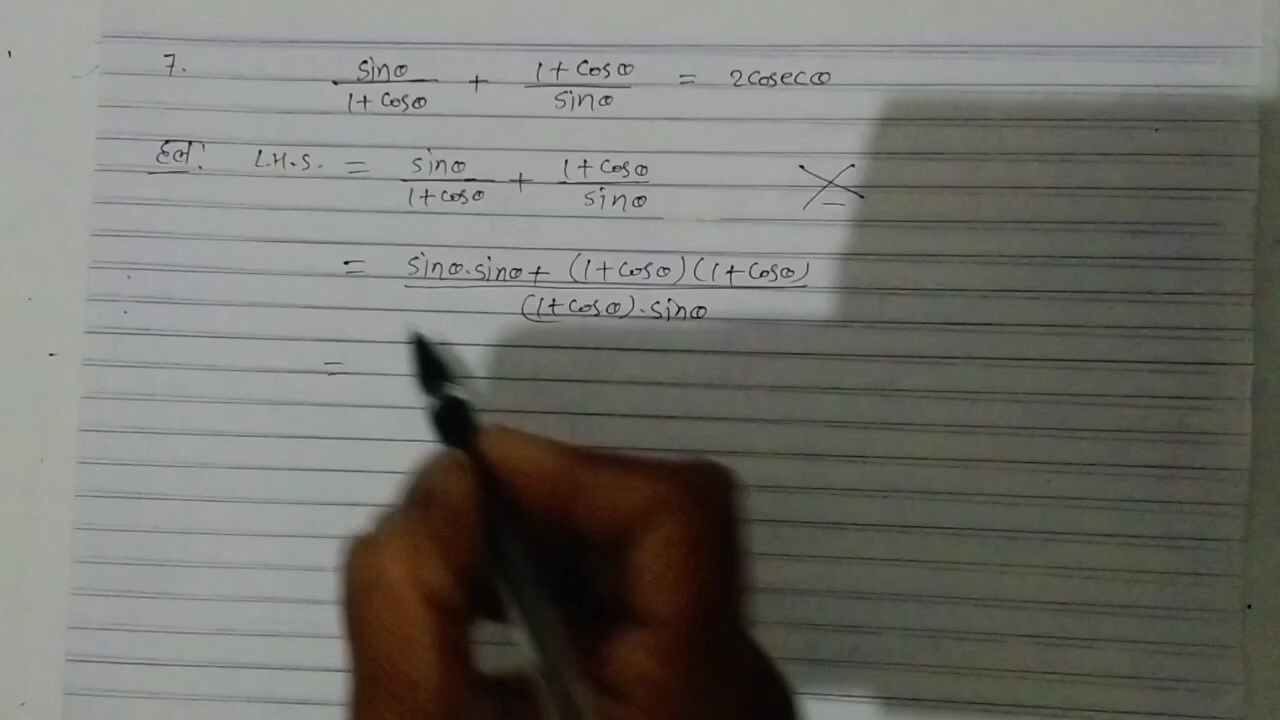 7. sinθ/1+cosθ + 1+cosθ/sinθ = 2cosecθ
हल: L.H.S. = sinθ/1+cosθ + 1+cosθ/sinθ
= sinθ.sinθ+(1+cosθ)(1+cosθ)/(1+cosθ).sinθ
=